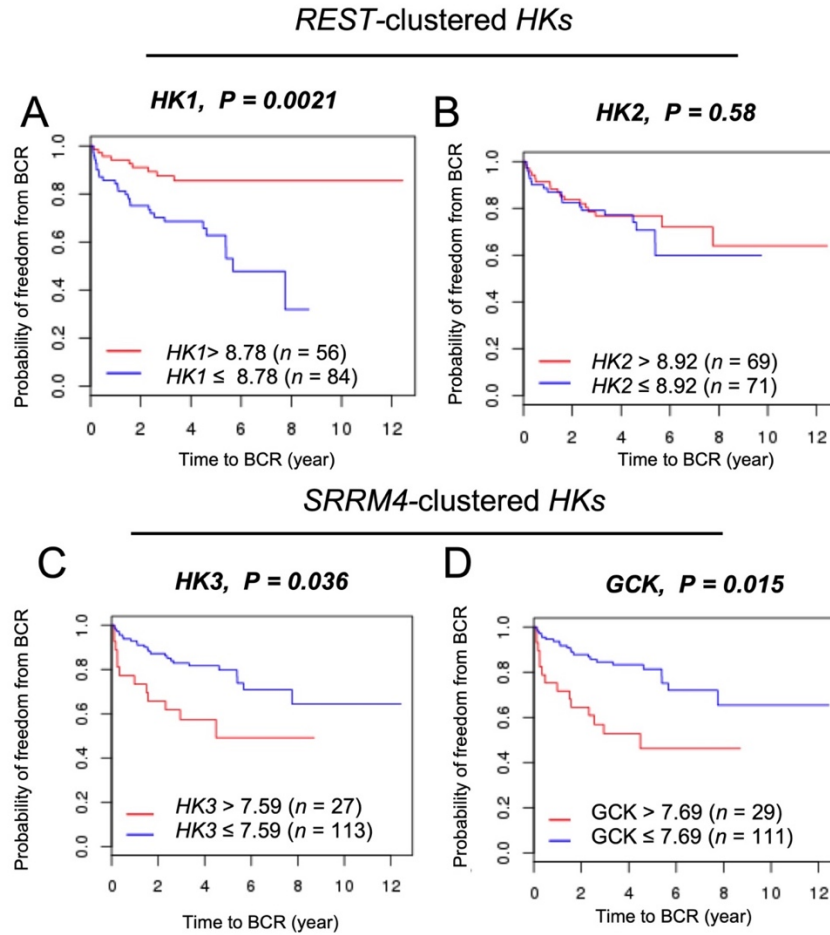 REST-clustered HKs
A
HK1, P = 0.0021
Probability of freedom from BCR
1.0
0.8
0.6
0.4
0.2
0.0
HK1> 8.78 (n = 56)
HK1 ≤ 8.78 (n = 84)
0 2 4 6 8 10 12
Time to BCR (year)
B
HK2, P = 0.58
Probability of freedom from BCR
1.0
0.8
0.6
0.4
0.2
0.0
HK2 > 8.92 (n = 69)
HK2 ≤ 8.92 (n = 71)
0 2 4 6 8 10 12
Time to BCR (year)
SRRM4-clustered HKs
C
HK3, P = 0.036
Probability of freedom from BCR
1.0
0.8
0.6
0.4
0.2
0.0
HK3 > 7.59 (n = 27)
HK3 ≤ 7.59 (n = 113)
0 2 4 6 8 10 12
Time to BCR (year)
D
GCK, P = 0.015
Probability of freedom from BCR
1.0
0.8
0.6
0.4
0.2
0.0
GCK > 7.69 (n = 29)
GCK ≤ 7.69 (n = 111)
0 2 4 6 8 10 12
Time to BCR (year)